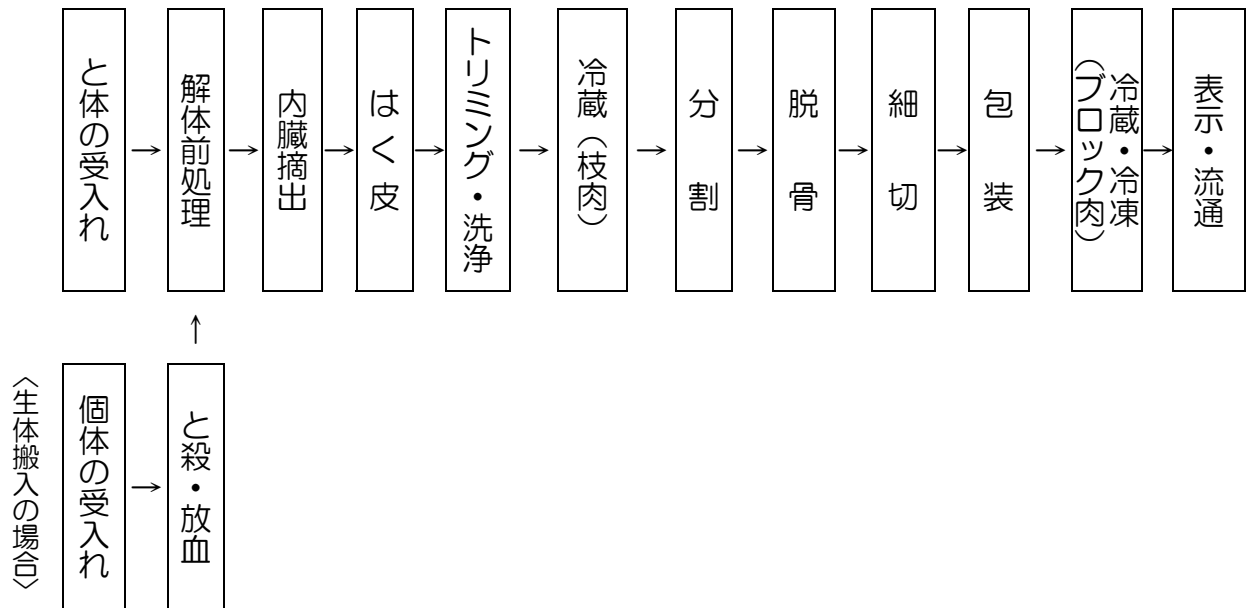 と体の受入れ
→
解体前処理
→
内臓摘出
→
はく皮
→
トリミング・洗浄
→
冷蔵(枝肉)
→
分割
→
脱骨
→
細切
→
包装
→
冷蔵・冷凍
(ブロック肉)
→
表示・流通
↑
〈生体搬入の場合〉
個体の受入れ
→
と殺・放血